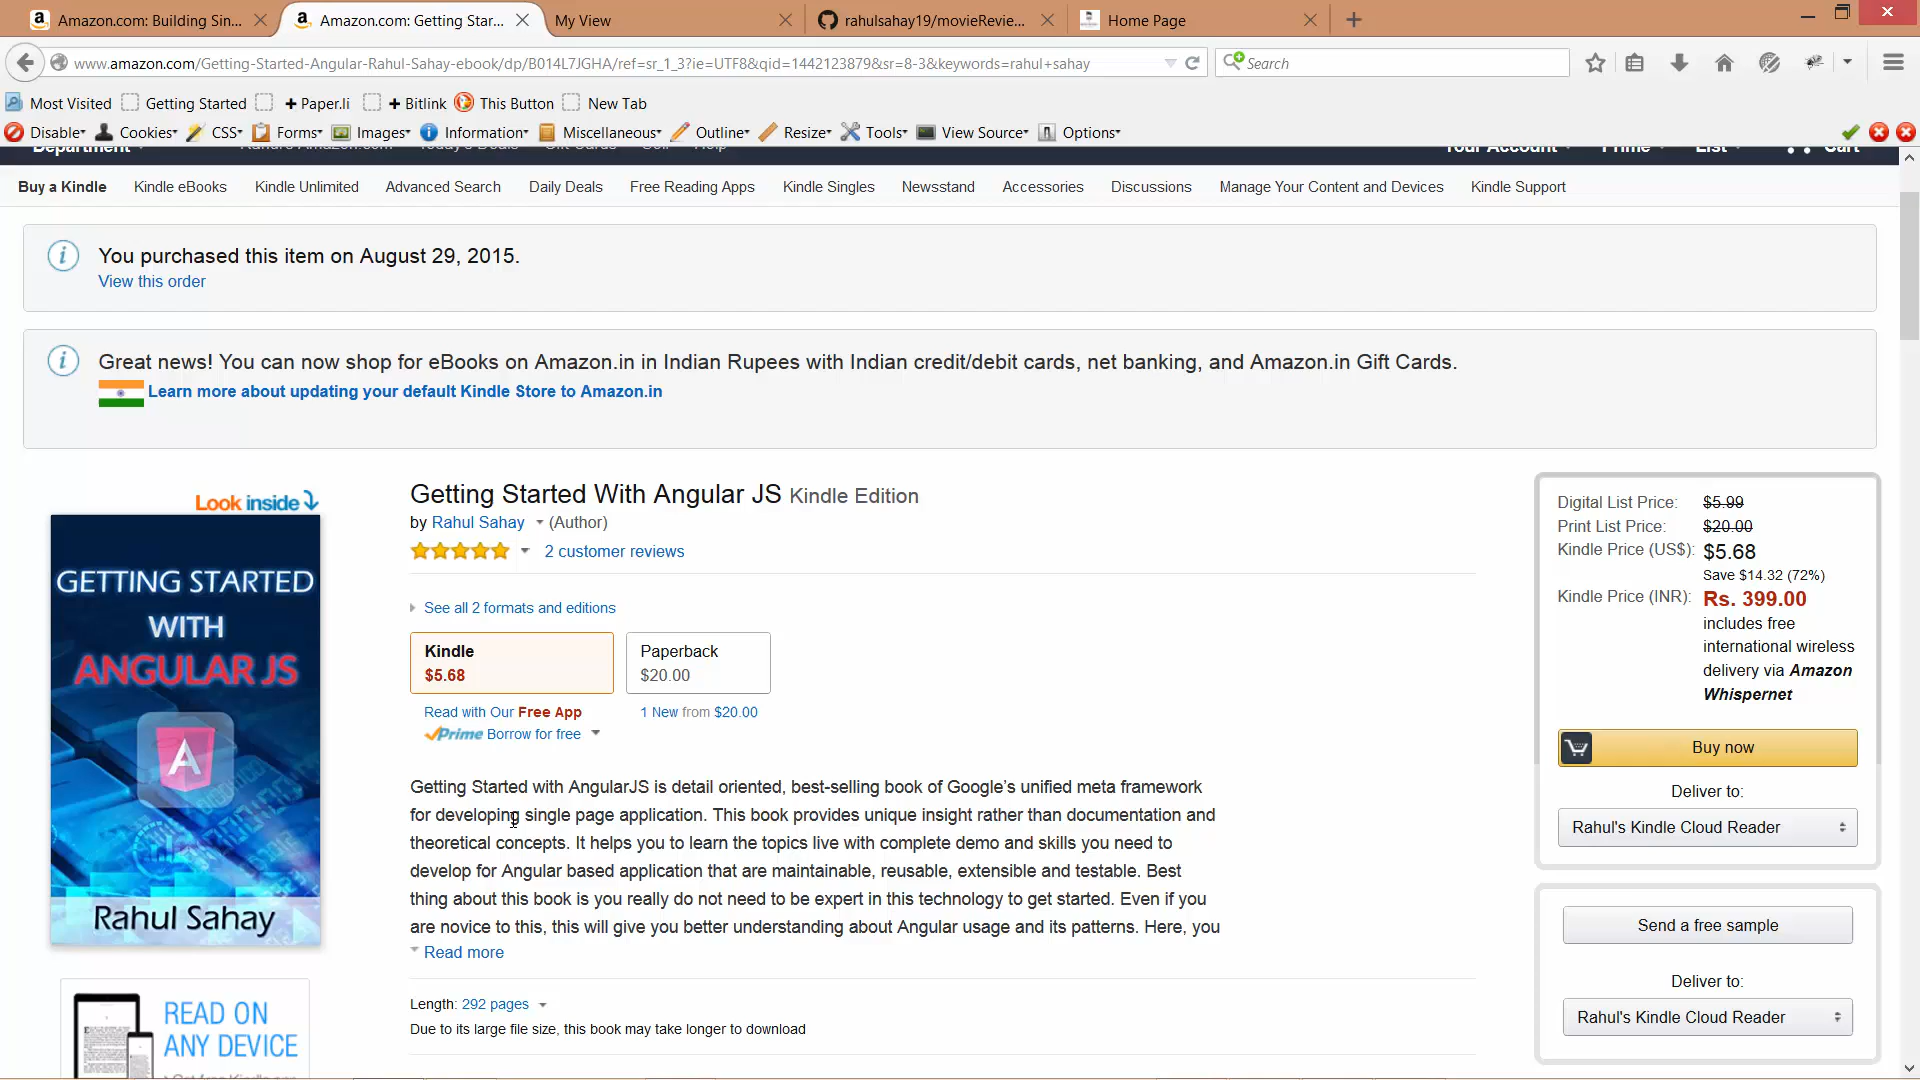 Amazon.com: Building Sin...
Amazon.com: Getting Star...
My View
rahulsahay19/movieRevie...
Home Page
www.amazon.com/Getting-Started-Angular-Rahul-Sahay-ebook/dp/B014L7JGHA/ref=sr_1_3?ie=UTF8&qid=1442123879&sr=8-3&keywords=rahul+sahay
Search
Most Visited Getting Started + Paper.li + Bitlink This Button New Tab
Disable Cookies CSS Forms Images Information Miscellaneous Outline Resize Tools View Source Options
Department Your Account Prime List Cart
Buy a Kindle Kindle eBooks Kindle Unlimited Advanced Search Daily Deals Free Reading Apps Kindle Singles Newsstand Accessories Discussions Manage Your Content and Devices Kindle Support
You purchased this item on August 29, 2015.
View this order
Great news! You can now shop for eBooks on Amazon.in in Indian Rupees with Indian credit/debit cards, net banking, and Amazon.in Gift Cards.
Learn more about updating your default Kindle Store to Amazon.in
Look inside
GETTING STARTED
WITH
ANGULAR JS
A
Rahul Sahay
READ ON
ANY DEVICE
Getting Started With Angular JS Kindle Edition
by Rahul Sahay (Author)
2 customer reviews
See all 2 formats and editions
Kindle
$5.68
Paperback
$20.00
Read with Our Free App
Prime Borrow for free
1 New from $20.00
Getting Started with AngularJS is detail oriented, best-selling book of Google's unified meta framework
for developing single page application. This book provides unique insight rather than documentation and
theoretical concepts. It helps you to learn the topics live with complete demo and skills you need to
develop for Angular based application that are maintainable, reusable, extensible and testable. Best
thing about this book is you really do not need to be expert in this technology to get started. Even if you
are novice to this, this will give you better understanding about Angular usage and its patterns. Here, you
Read more
Length: 292 pages
Due to its large file size, this book may take longer to download
Digital List Price: $5.99
Print List Price: $20.00
Kindle Price (US$): $5.68
Save $14.32 (72%)
Kindle Price (INR): Rs. 399.00
includes free
international wireless
delivery via Amazon
Whispernet
Buy now
Deliver to:
Rahul's Kindle Cloud Reader
Send a free sample
Deliver to:
Rahul's Kindle Cloud Reader